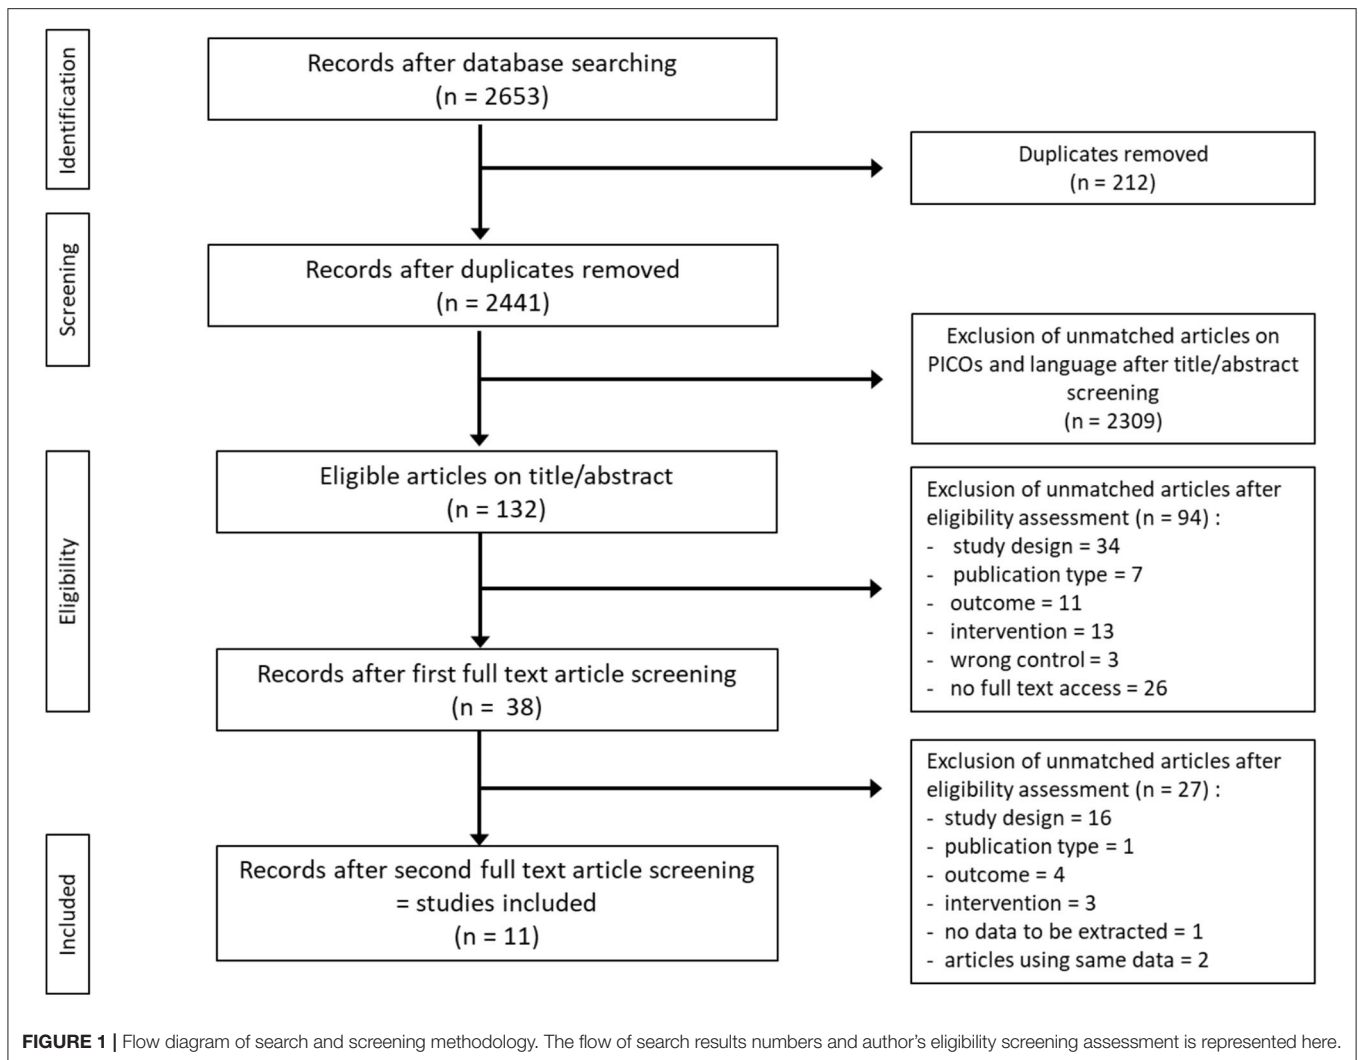 Identification
Records after database searching
(n = 2653)
Duplicates removed
(n = 212)
Screening
Records after duplicates removed
(n = 2441)
Exclusion of unmatched articles on
PICOs and language after title/abstract
screening
(n = 2309)
Eligibility
Eligible articles on title/abstract
(n = 132)
Exclusion of unmatched articles after
eligibility assessment (n = 94) :
- study design = 34
- publication type = 7
- outcome = 11
- intervention = 13
- wrong control = 3
- no full text access = 26
Records after first full text article screening
(n = 38)
Exclusion of unmatched articles after
eligibility assessment (n = 27) :
- study design = 16
- publication type = 1
- outcome = 4
- intervention = 3
- no data to be extracted = 1
- articles using same data = 2
Included
Records after second full text article screening
= studies included
(n = 11)
FIGURE 1 | Flow diagram of search and screening methodology. The flow of search results numbers and author's eligibility screening assessment is represented here.